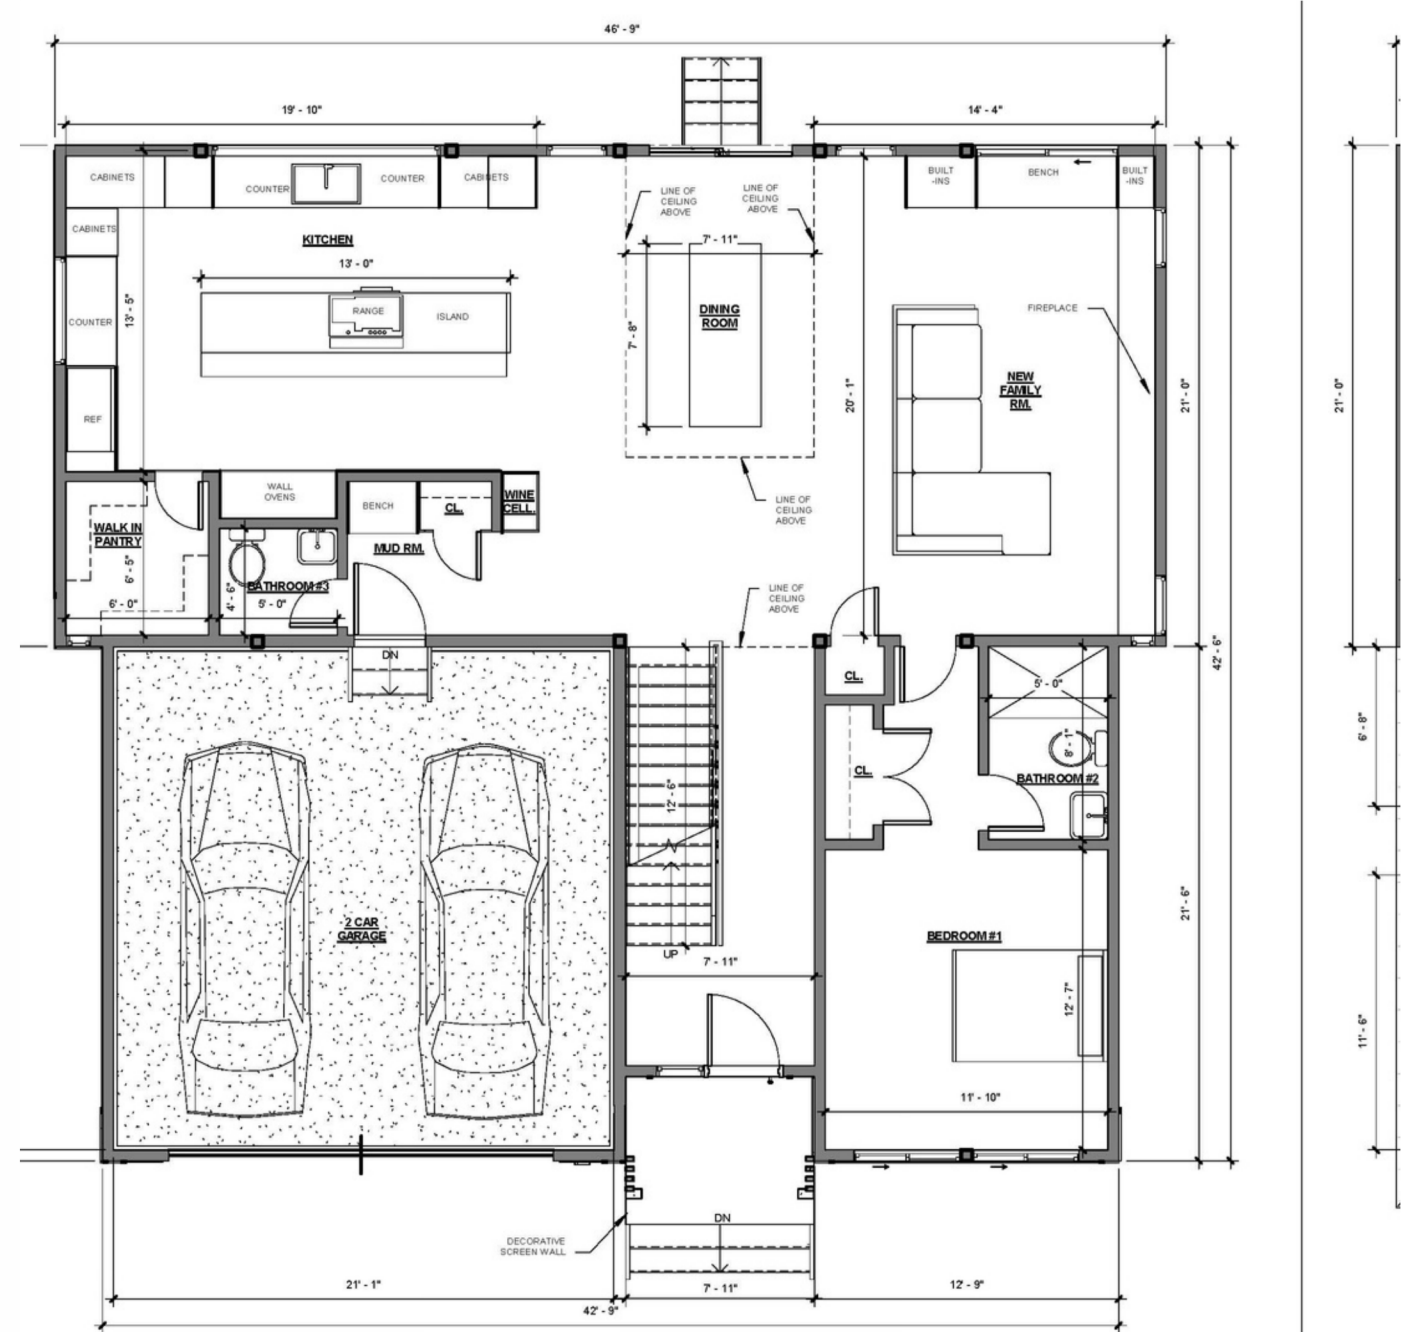 46' - 9"
19' - 10"
14' - 4"
CABINETS
COUNTER
COUNTER
CABINETS
LINE OF
CEILING
ABOVE
LINE OF
CEILING
ABOVE
BUILT
-INS
BENCH
BUILT
-INS
CABINETS
KITCHEN
13' - 0"
7' - 11"
13' - 5"
COUNTER
RANGE
ISLAND
DINING
ROOM
7' - 8"
FIREPLACE
NEW
FAMILY
RM.
20' - 1"
21' - 0"
21' - 0"
REF
WALL
OVENS
BENCH
CL.
WINE
CELL.
LINE OF
CEILING
ABOVE
WALK IN
PANTRY
MUD RM.
6' - 5"
BATHROOM #3
4' - 6"
5' - 0"
6' - 0"
LINE OF
CEILING
ABOVE
42' - 6"
DN
CL.
5' - 0"
8' - 1"
6' - 8"
CL.
BATHROOM #2
12' - 6"
2 CAR
GARAGE
BEDROOM #1
21' - 6"
UP
7' - 11"
12' - 7"
11' - 6"
11' - 10"
DN
DECORATIVE
SCREEN WALL
21' - 1"
7' - 11"
12' - 9"
42' - 9"